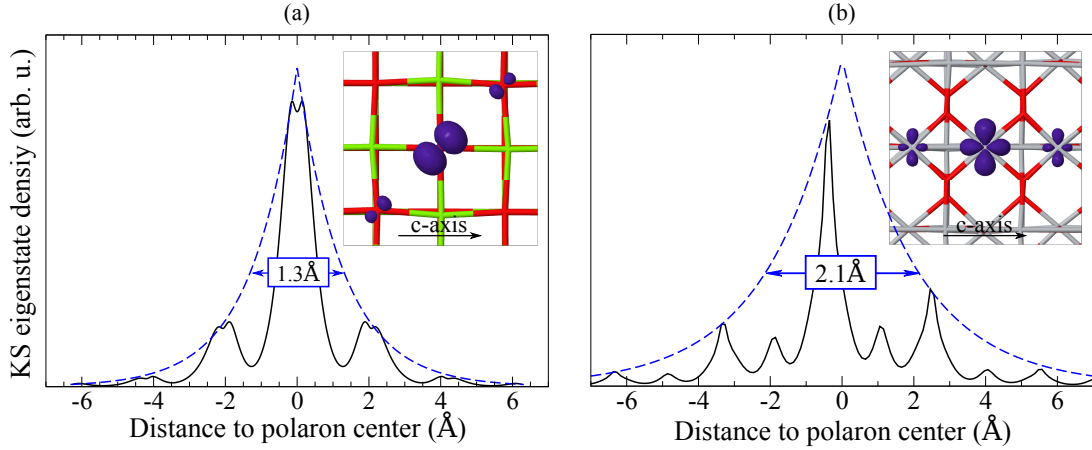 (a)
(b)
KS eigenstate densiy (arb. u.)
c-axis
1.3Å
-6 -4 -2 0 2 4 6
Distance to polaron center (Å)
c-axis
2.1Å
-6 -4 -2 0 2 4 6
Distance to polaron center (Å)